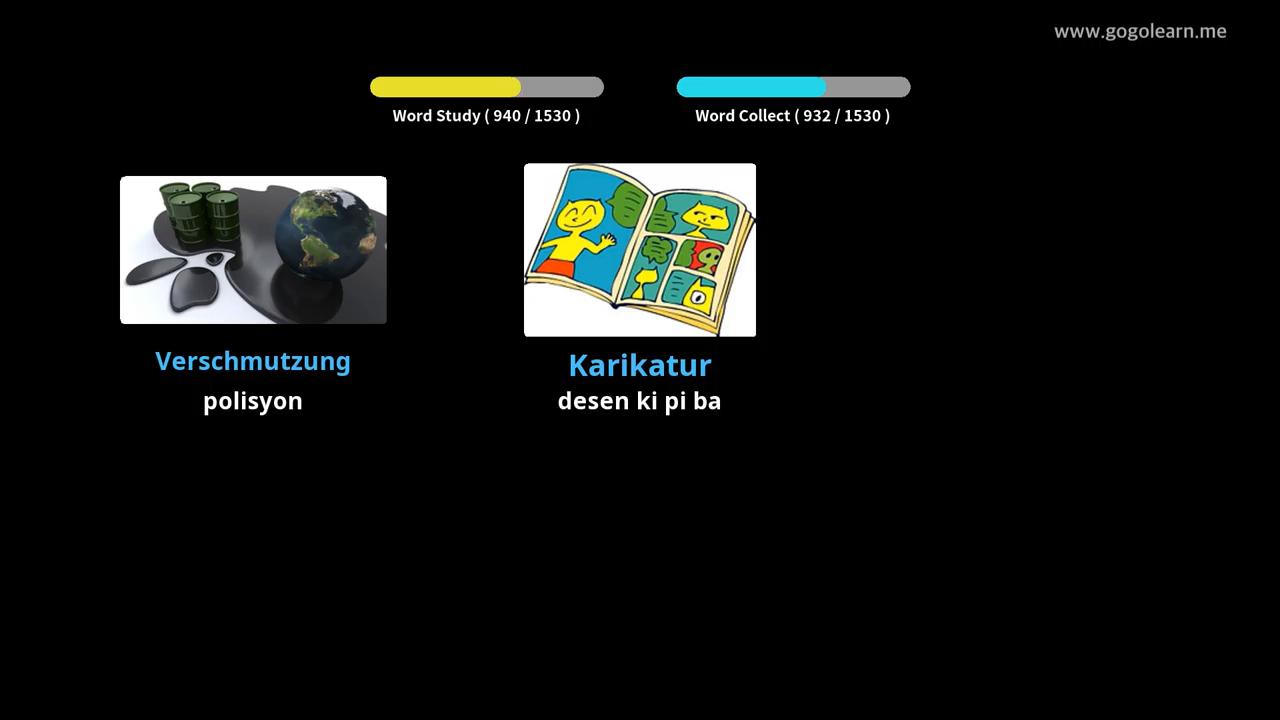 www.gogolearn.me
Word Study ( 940 / 1530 )
Word Collect ( 932 / 1530 )
Verschmutzung
polisyon
Karikatur
desen ki pi ba